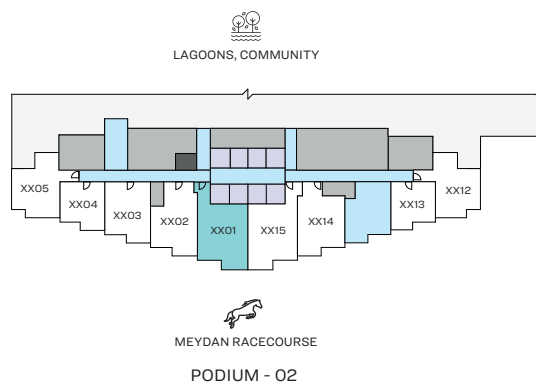 LAGOONS, COMMUNITY
XX05
XX04
XX03
XX02
XX01
XX15
XX14
XX13
XX12
MEYDAN RACECOURSE
PODIUM - 02